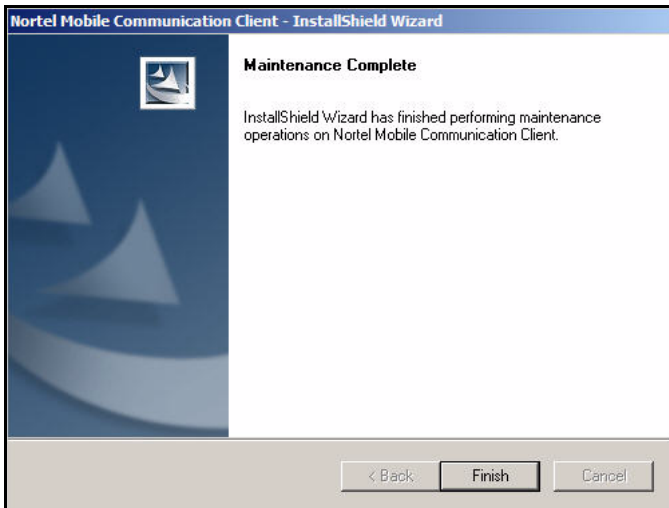 Nortel Mobile Communication Client - InstallShield Wizard
Maintenance Complete
InstallShield Wizard has finished performing maintenance
operations on Nortel Mobile Communication Client.
< Back Finish Cancel